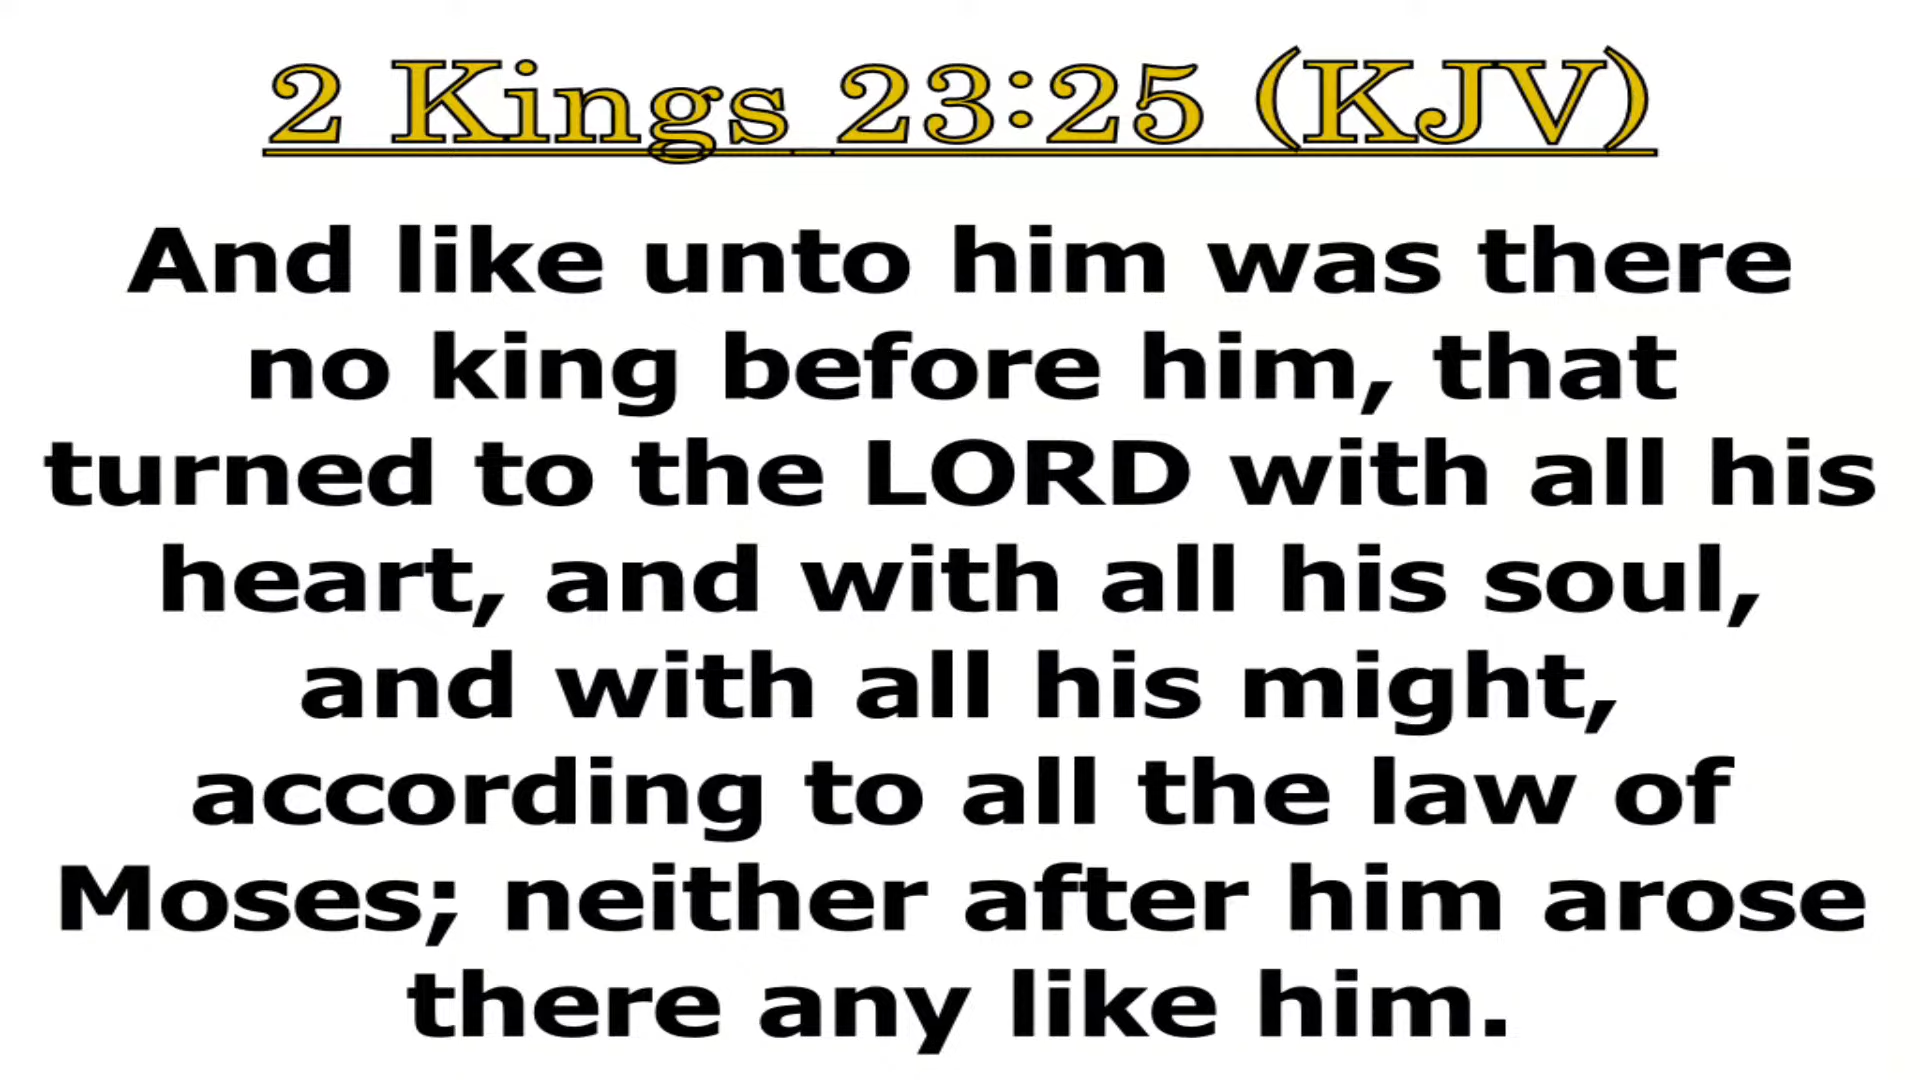 2 Kings 23:25 (KJV)
And like unto him was there
no king before him, that
turned to the LORD with all his
heart, and with all his soul,
and with all his might,
according to all the law of
Moses; neither after him arose
there any like him.